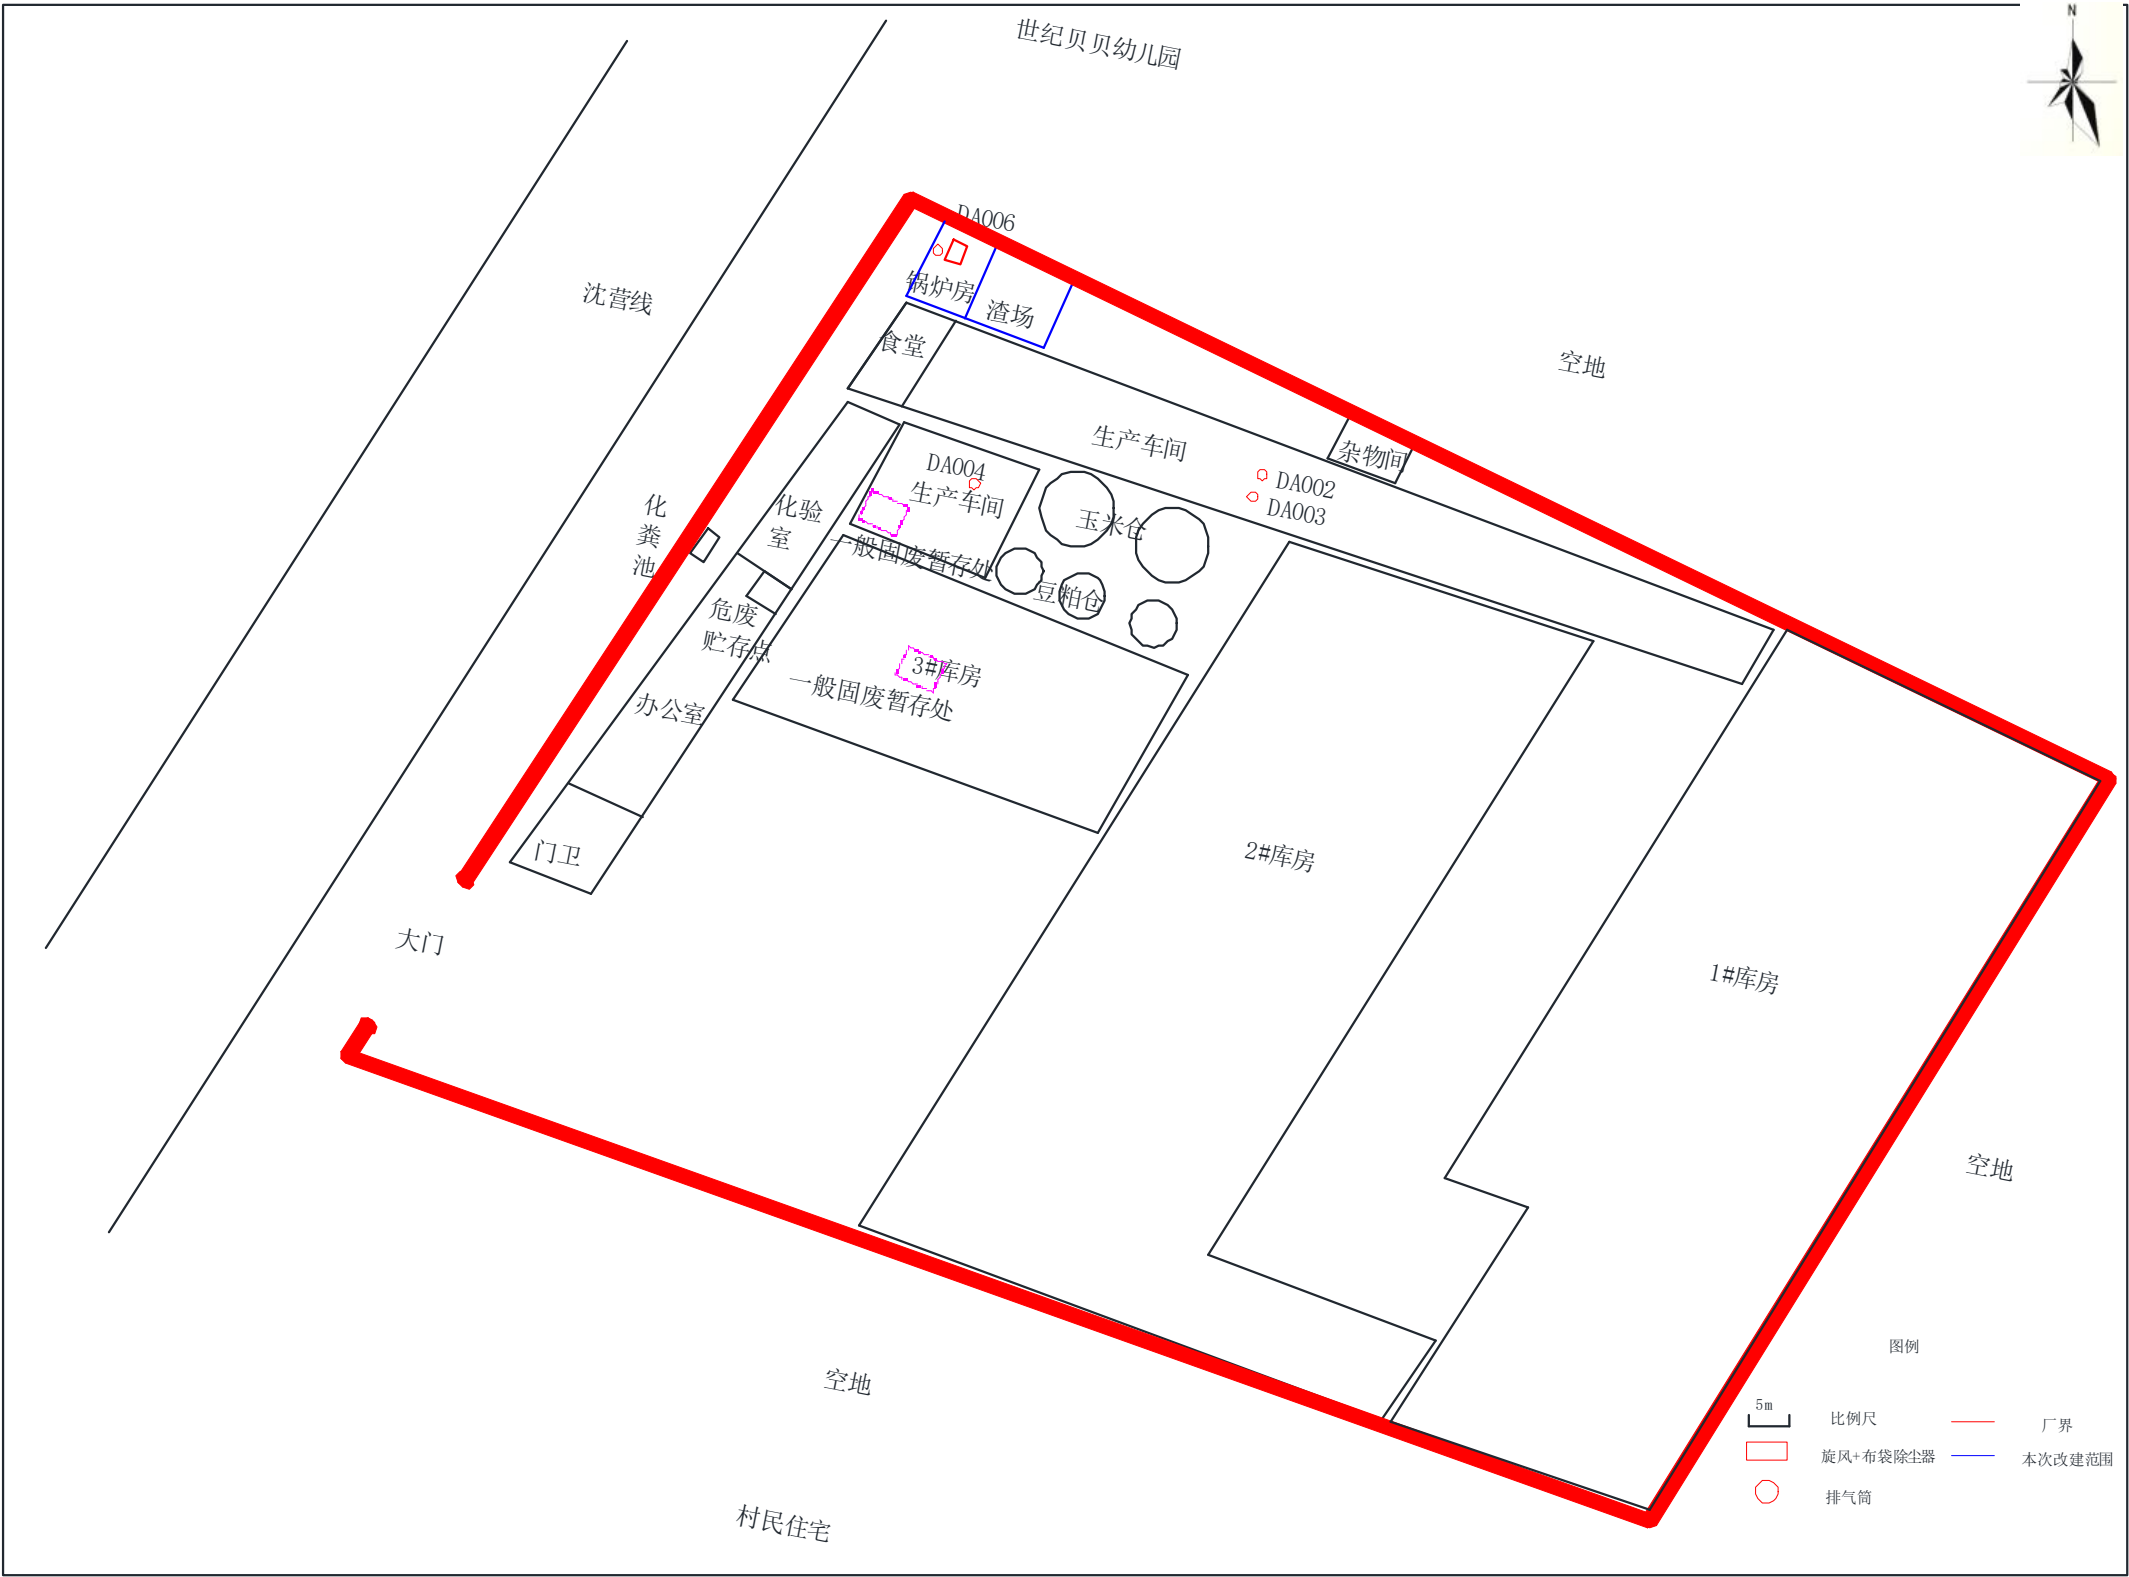 世纪贝贝幼儿园
N
DA006
沈营线
锅炉房
渣场
食堂
空地
生产车间
杂物间
DA004
生产车间
DA002
DA003
化粪池
化验室
玉米仓
一般固废暂存处
豆粕仓
危废
贮存点
3#库房
一般固废暂存处
办公室
门卫
2#库房
大门
1#库房
空地
空地
村民住宅
图例
5m
比例尺
厂界
旋风+布袋除尘器
本次改建范围
排气筒